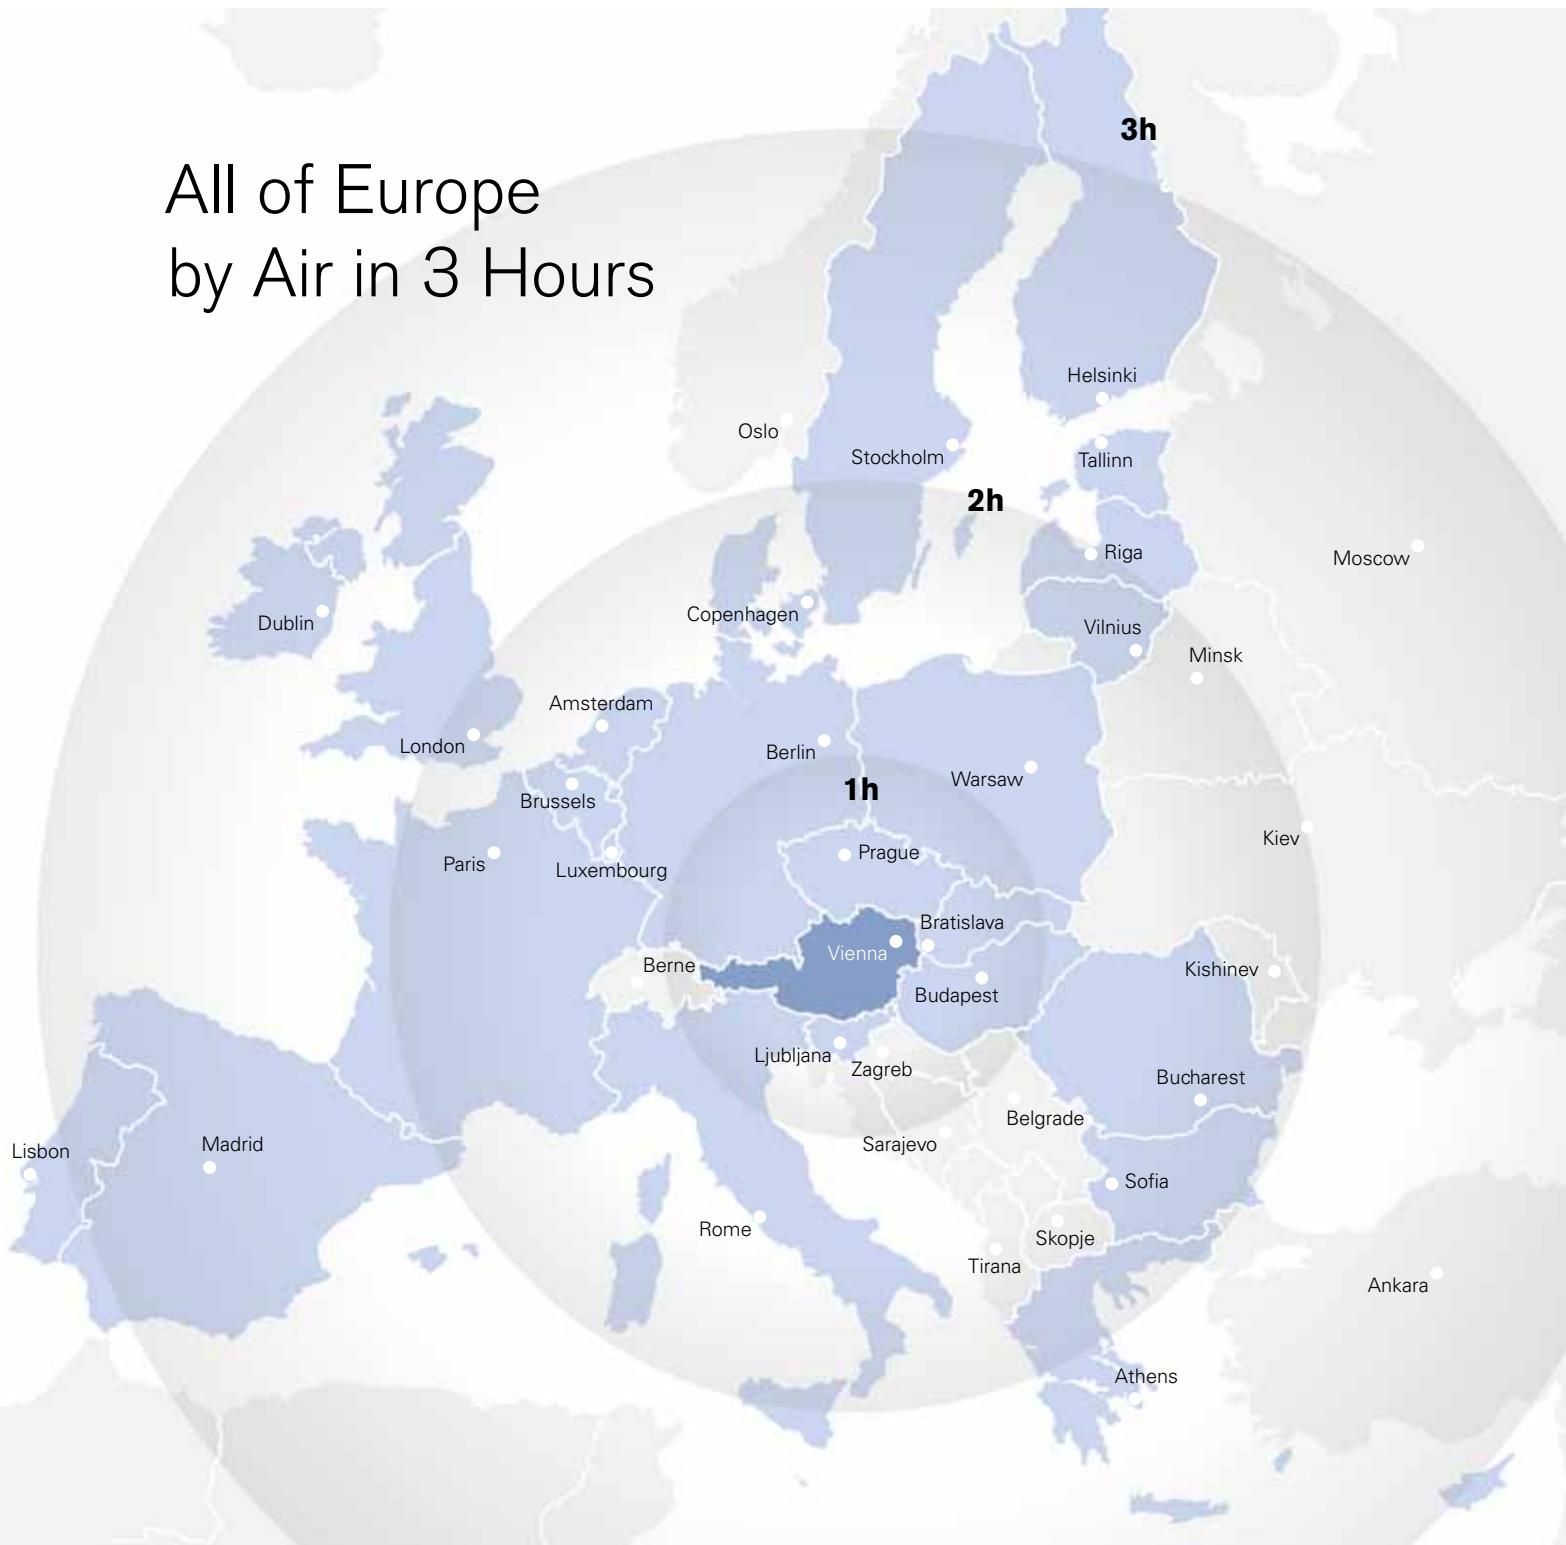 3h
All of Europe
by Air in 3 Hours
Helsinki
Oslo
Stockholm
Tallinn
2h
Riga
Moscow
Copenhagen
Dublin
Vilnius
Minsk
Amsterdam
London
Berlin
1h
Warsaw
Brussels
Kiev
Paris
Luxembourg
Prague
Bratislava
Vienna
Berne
Kishinev
Budapest
Ljubljana
Zagreb
Bucharest
Belgrade
Sarajevo
Lisbon
Madrid
Sofia
Rome
Skopje
Tirana
Ankara
Athens